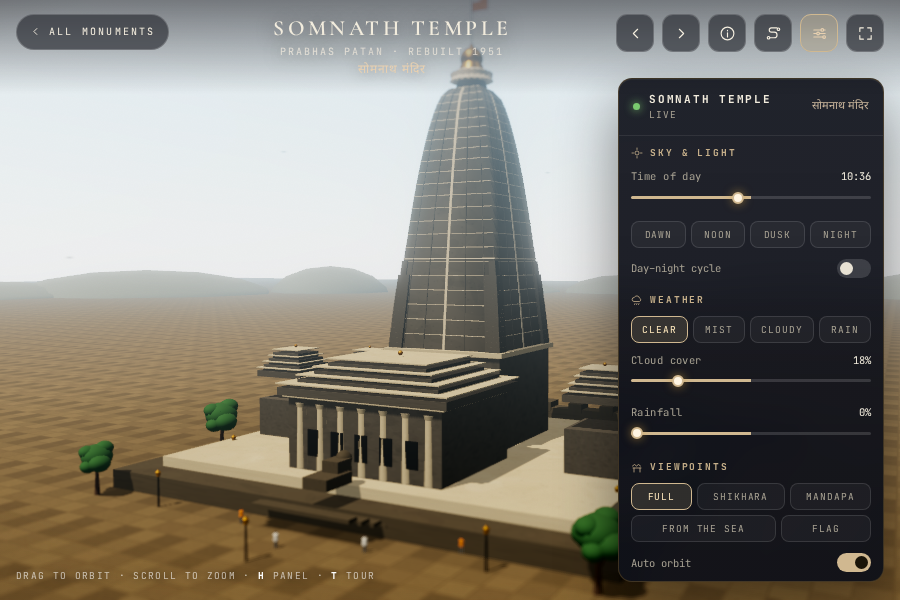 ALL MONUMENTS
SOMNATH TEMPLE
PRABHAS PATAN · REBUILT 1951
सोमनाथ मंदिर
SOMNATH TEMPLE
LIVE
सोमनाथ मंदिर
SKY & LIGHT
Time of day 10:36
DAWN NOON DUSK NIGHT
Day-night cycle
WEATHER
CLEAR MIST CLOUDY RAIN
Cloud cover 18%
Rainfall 0%
VIEWPOINTS
FULL SHIKHARA MANDAPA
FROM THE SEA FLAG
Auto orbit
DRAG TO ORBIT · SCROLL TO ZOOM · H PANEL · T TOUR